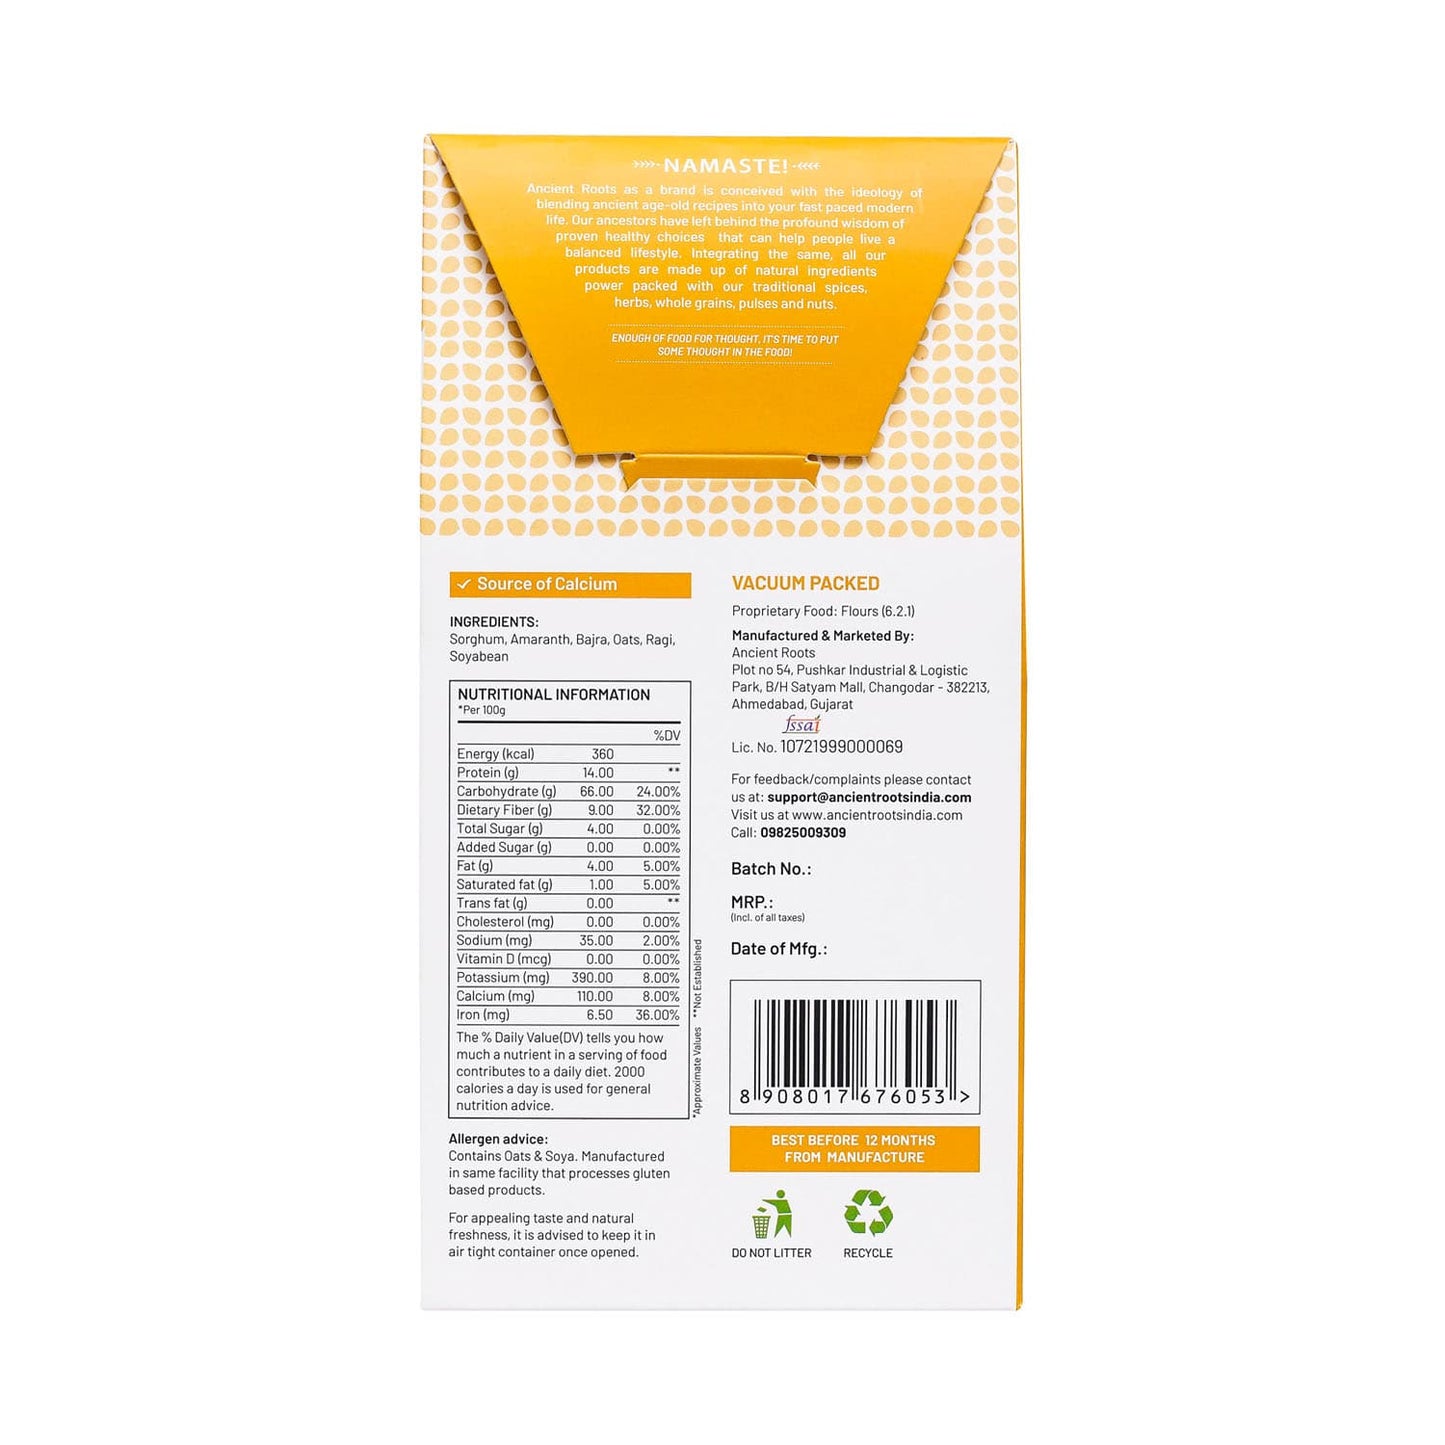 NAMASTE!
Ancient Roots as a brand is conceived with the ideology of
blending ancient age-old recipes into your fast paced modern
life. Our ancestors have left behind the profound wisdom of
proven healthy choices that can help people live a
balanced lifestyle. Integrating the same, all our
products are made up of natural ingredients
power packed with our traditional spices,
herbs, whole grains, pulses and nuts.
ENOUGH OF FOOD FOR THOUGHT, IT'S TIME TO PUT
SOME THOUGHT IN THE FOOD!
Source of Calcium
INGREDIENTS:
Sorghum, Amaranth, Bajra, Oats, Ragi,
Soyabean
NUTRITIONAL INFORMATION
*Per 100g
%DV
Energy (kcal) 360
Protein (g) 14.00 **
Carbohydrate (g) 66.00 24.00%
Dietary Fiber (g) 9.00 32.00%
Total Sugar (g) 4.00 0.00%
Added Sugar (g) 0.00 0.00%
Fat (g) 4.00 5.00%
Saturated fat (g) 1.00 5.00%
Trans fat (g) 0.00 **
Cholesterol (mg) 0.00 0.00%
Sodium (mg) 35.00 2.00%
Vitamin D (mcg) 0.00 0.00%
Potassium (mg) 390.00 8.00%
Calcium (mg) 110.00 8.00%
Iron (mg) 6.50 36.00%
The % Daily Value(DV) tells you how
much a nutrient in a serving of food
contributes to a daily diet. 2000
calories a day is used for general
nutrition advice.
*Approximate Values **Not Established
Allergen advice:
Contains Oats & Soya. Manufactured
in same facility that processes gluten
based products.
For appealing taste and natural
freshness, it is advised to keep it in
air tight container once opened.
VACUUM PACKED
Proprietary Food: Flours (6.2.1)
Manufactured & Marketed By:
Ancient Roots
Plot no 54, Pushkar Industrial & Logistic
Park, B/H Satyam Mall, Changodar - 382213,
Ahmedabad, Gujarat
fssai
Lic. No. 10721999000069
For feedback/complaints please contact
us at: support@ancientrootsindia.com
Visit us at www.ancientrootsindia.com
Call: 09825009309
Batch No.:
MRP.:
(Incl. of all taxes)
Date of Mfg.:
8 908017 676053 >
BEST BEFORE 12 MONTHS
FROM MANUFACTURE
DO NOT LITTER
RECYCLE